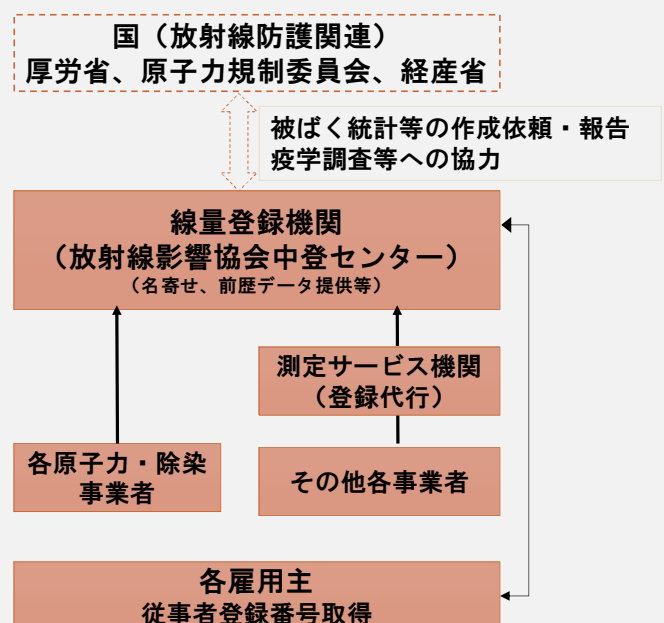 国（放射線防護関連）
厚労省、原子力規制委員会、経産省
被ばく統計等の作成依頼・報告
疫学調査等への協力
線量登録機関
（放射線影響協会中登センター）
（名寄せ、前歴データ提供等）
測定サービス機関
（登録代行）
各原子力・除染
事業者
その他各事業者
各雇用主
従事者登録番号取得